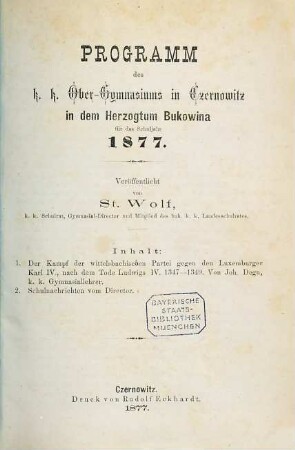 PROGRAMM
des
k. k. Ober-Gymnasiums in Czernowitz
in dem Herzogtum Bukowina
für das Schuljahr
1877.
Veröffentlicht
von
St. Wolf,
k. k. Schulrat, Gymnasial-Director und Mitglied des buk. k. k. Landesschulrates.
Inhalt:
1. Der Kampf der wittelsbachischen Partei gegen den Luxemburger
Karl IV., nach dem Tode Ludwigs IV. 1347—1349. Von Joh.
k. k. Gymnasiallehrer.
2. Schulnachrichten vom Director.
BAYERISCHE
STAATS-
BIBLIOTHEK
MUENCHEN
Czernowitz.
Druck von Rudolf Eckhardt.
1877.